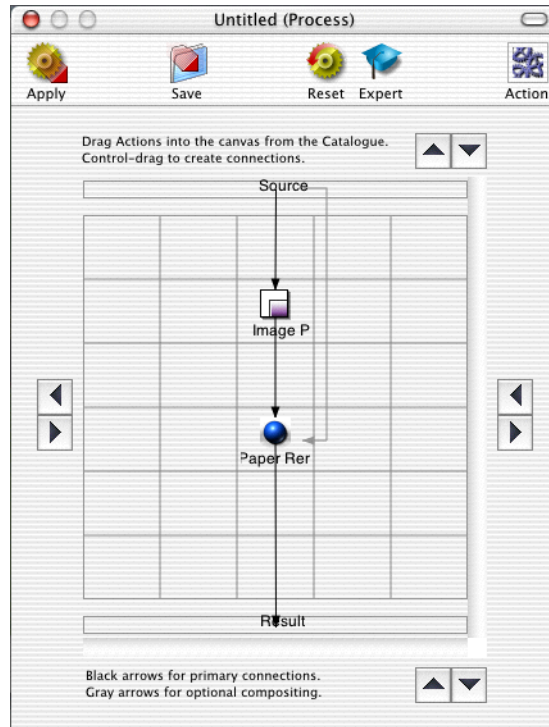 Untitled (Process)
Apply Save Reset Expert Action
Drag Actions into the canvas from the Catalogue.
Control-drag to create connections.
Source
Image P
Paper Rer
Result
Black arrows for primary connections.
Gray arrows for optional compositing.